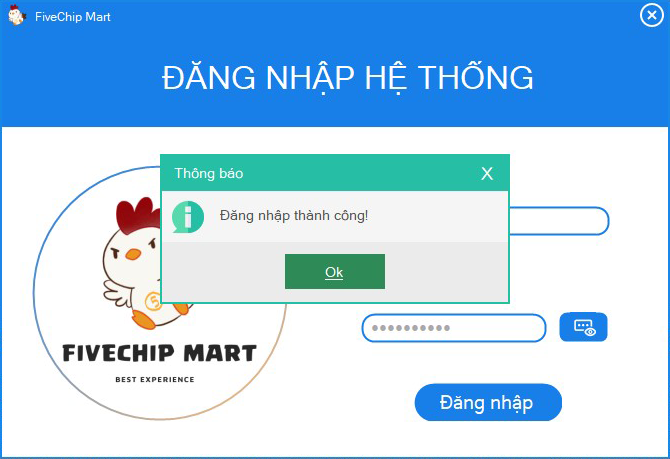 FiveChip Mart
ĐĂNG NHẬP HỆ THỐNG
Thông báo
X
Đăng nhập thành công!
Ok
5
FIVECHIP MART
BEST EXPERIENCE
••••••••••
Đăng nhập